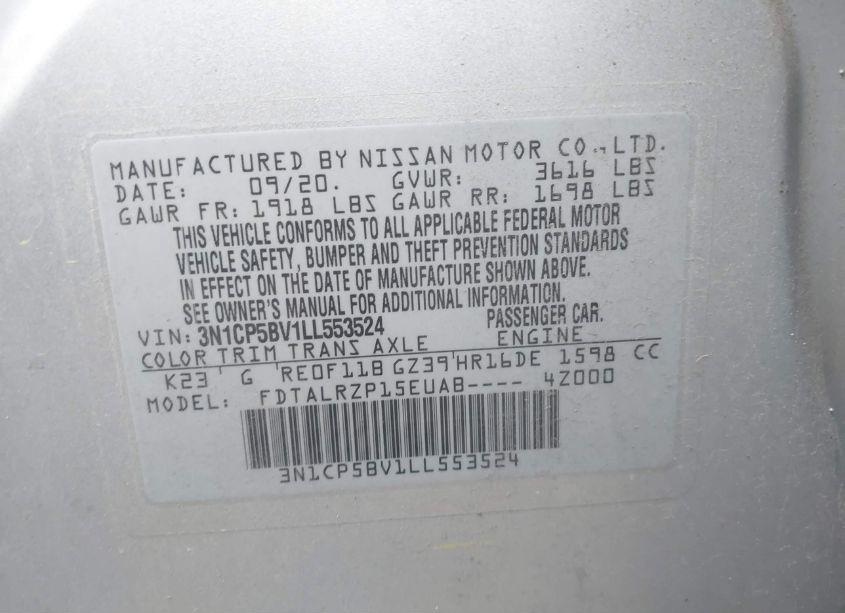 MANUFACTURED BY NISSAN MOTOR CO., LTD.
DATE: 09/20. GVWR: 3616 LBS
GAWR FR: 1918 LBS GAWR RR: 1698 LBS
THIS VEHICLE CONFORMS TO ALL APPLICABLE FEDERAL MOTOR
VEHICLE SAFETY, BUMPER AND THEFT PREVENTION STANDARDS
IN EFFECT ON THE DATE OF MANUFACTURE SHOWN ABOVE.
SEE OWNER'S MANUAL FOR ADDITIONAL INFORMATION.
VIN: 3N1CP5BV1LL553524 PASSENGER CAR.
COLOR TRIM TRANS AXLE ENGINE
K23 G RE0F11B GZ39 HR16DE 1598 CC
MODEL: FDTALRZP15EUAB---- 4Z000
3N1CP5BV1LL553524